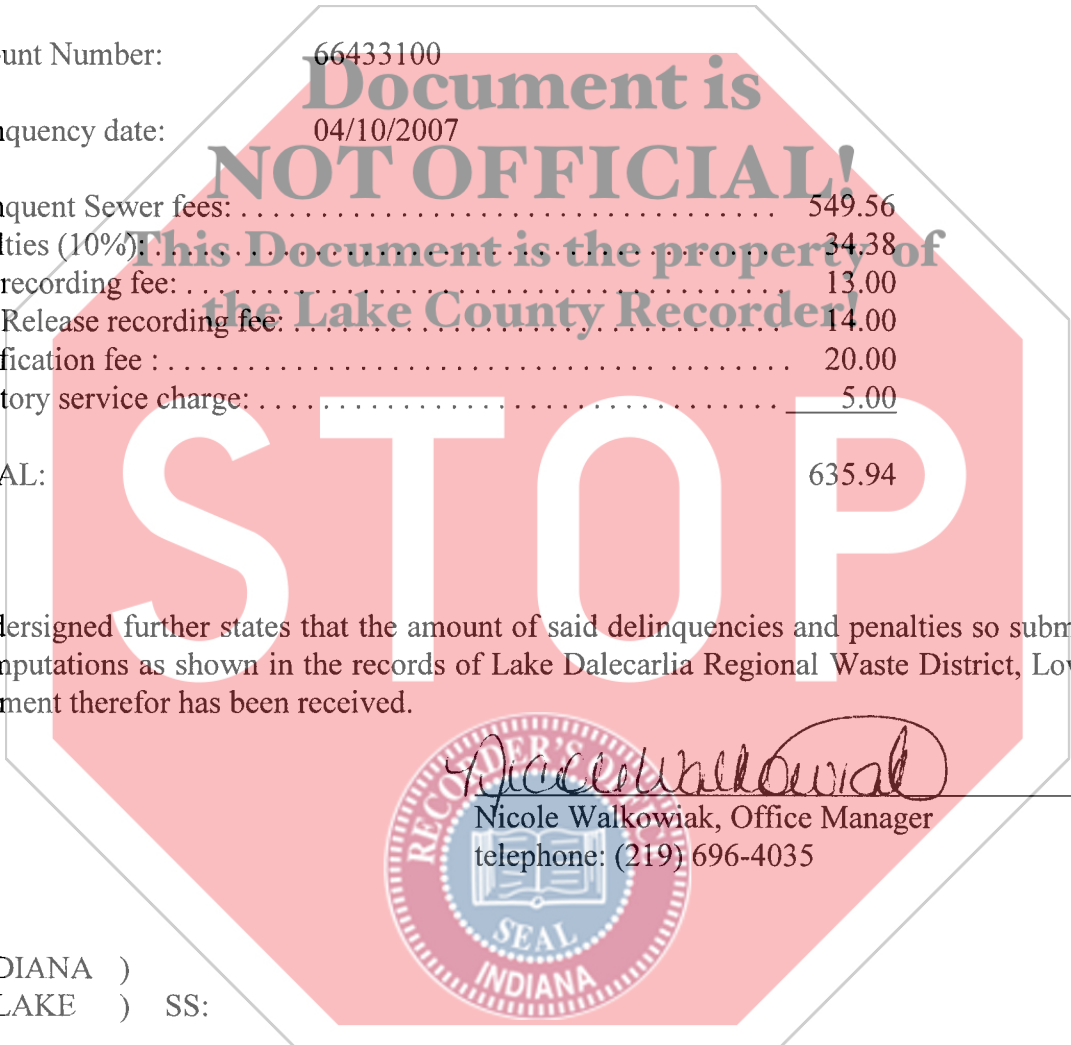 unt Number: 66433100
Document is
quency date: 04/10/2007
NOT OFFICIAL!
quent Sewer fees: . . . . . . . . . . . . . . . . . . . . . . . . . . . . . . . . . . 549.56
lties (10%): . . . . . . . . . . . . . . . . . . . . . . . . . . . . . . . . . . . . . . 34.38
This Document is the property of
recording fee: . . . . . . . . . . . . . . . . . . . . . . . . . . . . . . . . . . . . . 13.00
the Lake County Recorder!
Release recording fee: . . . . . . . . . . . . . . . . . . . . . . . . . . . . . . . 14.00
fication fee : . . . . . . . . . . . . . . . . . . . . . . . . . . . . . . . . . . . . . . . 20.00
tory service charge: . . . . . . . . . . . . . . . . . . . . . . . . . . . . . . . . . 5.00
AL: 635.94
STOP
dersigned further states that the amount of said delinquencies and penalties so subm
nputations as shown in the records of Lake Dalecarlia Regional Waste District, Lov
ment therefor has been received.
Nicole Walkowiak
Nicole Walkowiak, Office Manager
telephone: (219) 696-4035
RECORDER'S OFFICE
SEAL
INDIANA
DIANA )
LAKE ) SS: